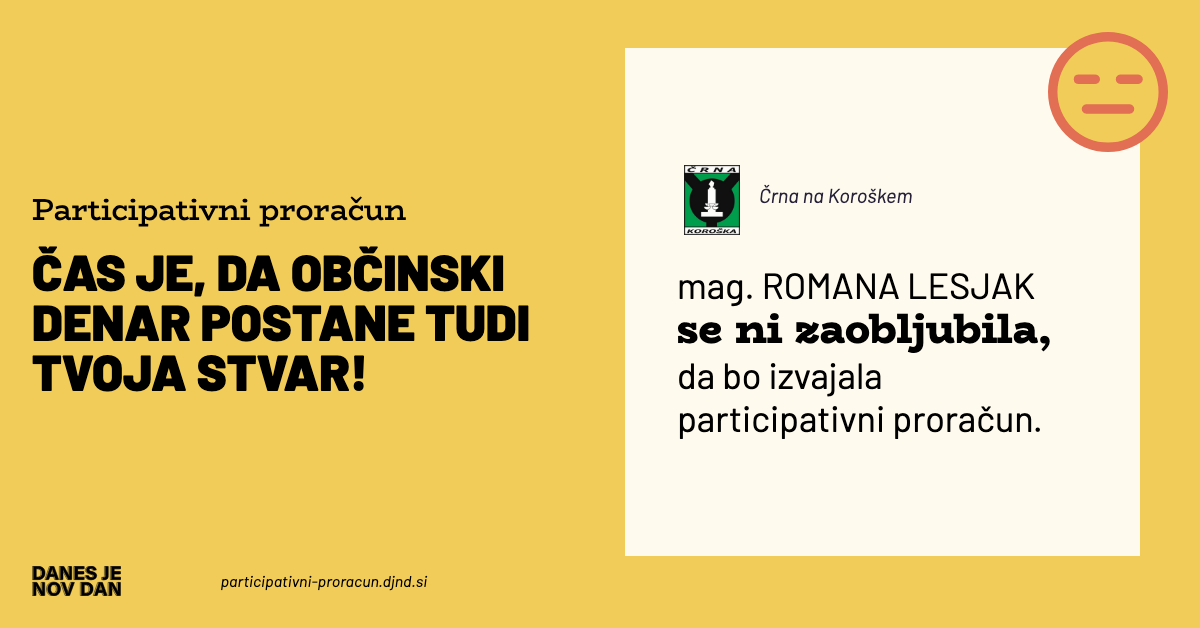 Participativni proračun
ČAS JE, DA OBČINSKI
DENAR POSTANE TUDI
TVOJA STVAR!
DANES JE
NOV DAN
participativni-proracun.djnd.si
ČRNA
KOROŠKA
Črna na Koroškem
mag. ROMANA LESJAK
se ni zaobljubila,
da bo izvajala
participativni proračun.